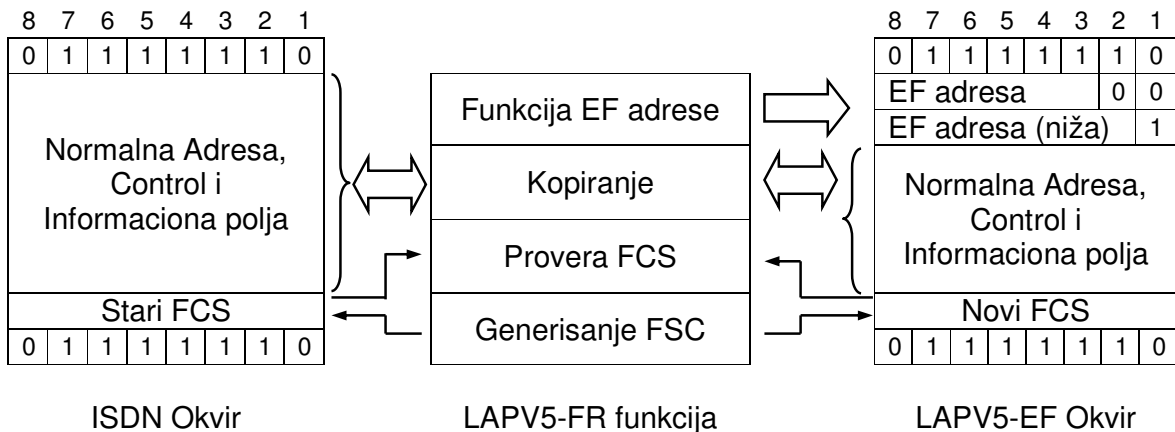 8 7 6 5 4 3 2 1
0 1 1 1 1 1 1 0
Normalna Adresa,
Control i
Informaciona polja
Stari FCS
0 1 1 1 1 1 1 0
ISDN Okvir
Funkcija EF adrese
Kopiranje
Provera FCS
Generisanje FSC
LAPV5-FR funkcija
8 7 6 5 4 3 2 1
0 1 1 1 1 1 1 0
EF adresa 0 0
EF adresa (niža) 1
Normalna Adresa,
Control i
Informaciona polja
Novi FCS
0 1 1 1 1 1 1 0
LAPV5-EF Okvir